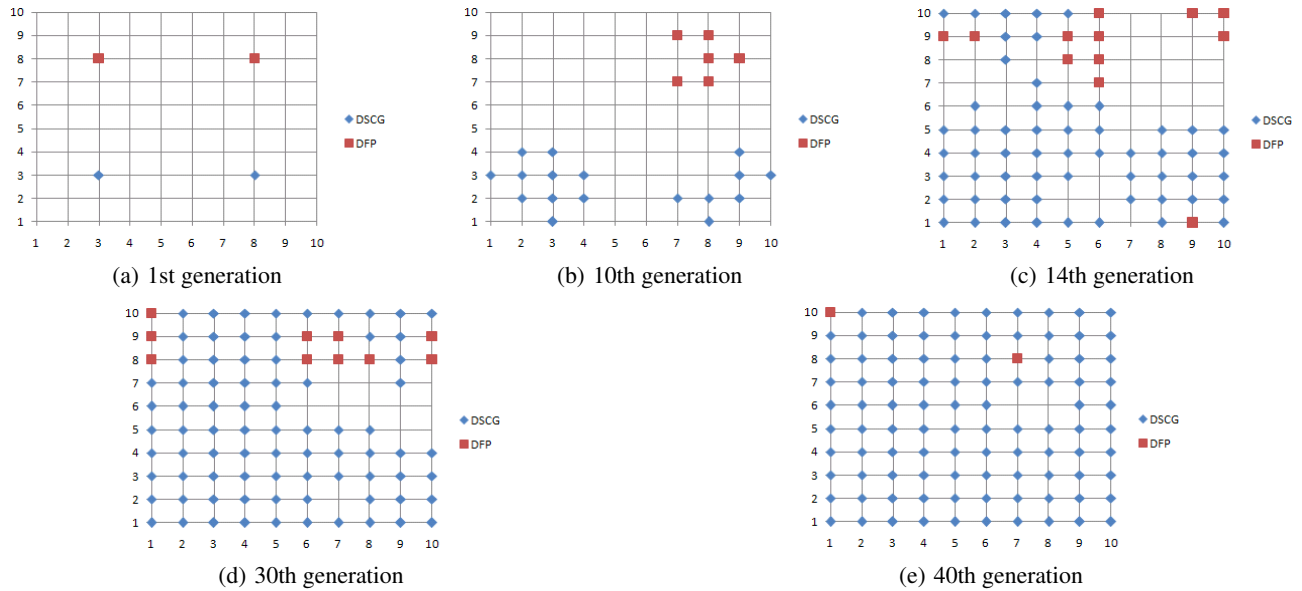 10
9
8
7
6
5
4
3
2
1
1 2 3 4 5 6 7 8 9 10
DSCG
DFP
(a) 1st generation
10
9
8
7
6
5
4
3
2
1
1 2 3 4 5 6 7 8 9 10
DSCG
DFP
(b) 10th generation
10
9
8
7
6
5
4
3
2
1
1 2 3 4 5 6 7 8 9 10
DSCG
DFP
(c) 14th generation
10
9
8
7
6
5
4
3
2
1
1 2 3 4 5 6 7 8 9 10
DSCG
DFP
(d) 30th generation
10
9
8
7
6
5
4
3
2
1
1 2 3 4 5 6 7 8 9 10
DSCG
DFP
(e) 40th generation